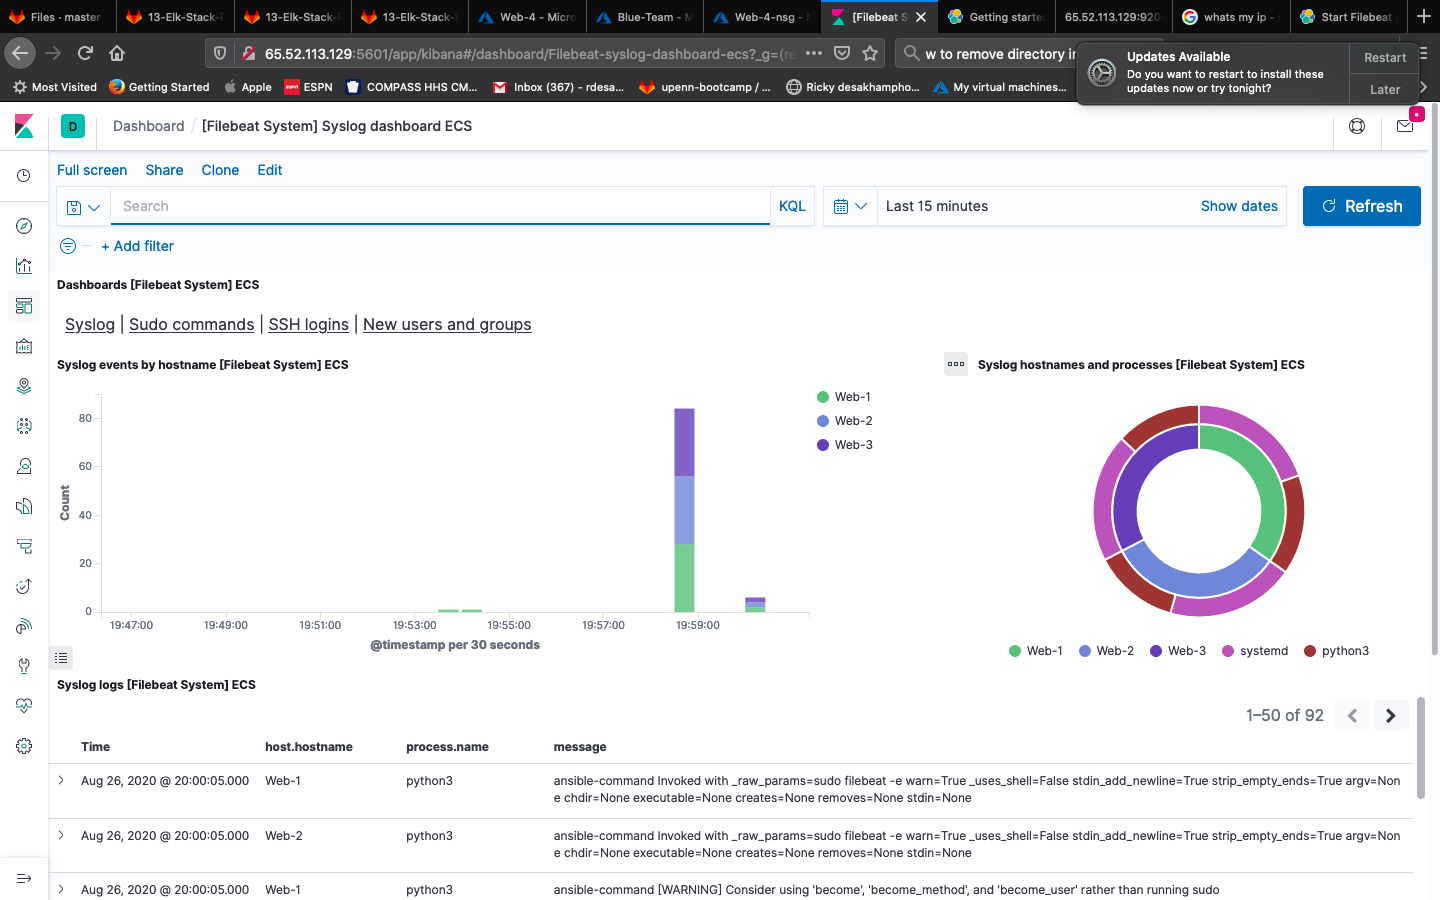 Files · master
13-Elk-Stack-P
13-Elk-Stack-P
13-Elk-Stack-P
Web-4 - Micro
Blue-Team - M
Web-4-nsg -
[Filebeat S
Getting starte
65.52.113.129:920
whats my ip -
Start Filebeat
65.52.113.129:5601/app/kibana#/dashboard/Filebeat-syslog-dashboard-ecs?_g=(re
w to remove directory in
Updates Available
Do you want to restart to install these
updates now or try tonight?
Restart
Later
Most Visited
Getting Started
Apple
ESPN
COMPASS HHS CM...
Inbox (367) - rdesa...
upenn-bootcamp / ...
Ricky desakhampho...
My virtual machines...
D
Dashboard / [Filebeat System] Syslog dashboard ECS
Full screen
Share
Clone
Edit
Search
KQL
Last 15 minutes
Show dates
Refresh
+ Add filter
Dashboards [Filebeat System] ECS
Syslog | Sudo commands | SSH logins | New users and groups
Syslog events by hostname [Filebeat System] ECS
Count
80
60
40
20
0
19:47:00
19:49:00
19:51:00
19:53:00
19:55:00
19:57:00
19:59:00
@timestamp per 30 seconds
Web-1
Web-2
Web-3
Syslog hostnames and processes [Filebeat System] ECS
Web-1
Web-2
Web-3
systemd
python3
Syslog logs [Filebeat System] ECS
1–50 of 92
Time host.hostname process.name message
Aug 26, 2020 @ 20:00:05.000 Web-1 python3 ansible-command Invoked with _raw_params=sudo filebeat -e warn=True _uses_shell=False stdin_add_newline=True strip_empty_ends=True argv=Non
e chdir=None executable=None creates=None removes=None stdin=None
Aug 26, 2020 @ 20:00:05.000 Web-2 python3 ansible-command Invoked with _raw_params=sudo filebeat -e warn=True _uses_shell=False stdin_add_newline=True strip_empty_ends=True argv=Non
e chdir=None executable=None creates=None removes=None stdin=None
Aug 26, 2020 @ 20:00:05.000 Web-1 python3 ansible-command [WARNING] Consider using 'become', 'become_method', and 'become_user' rather than running sudo